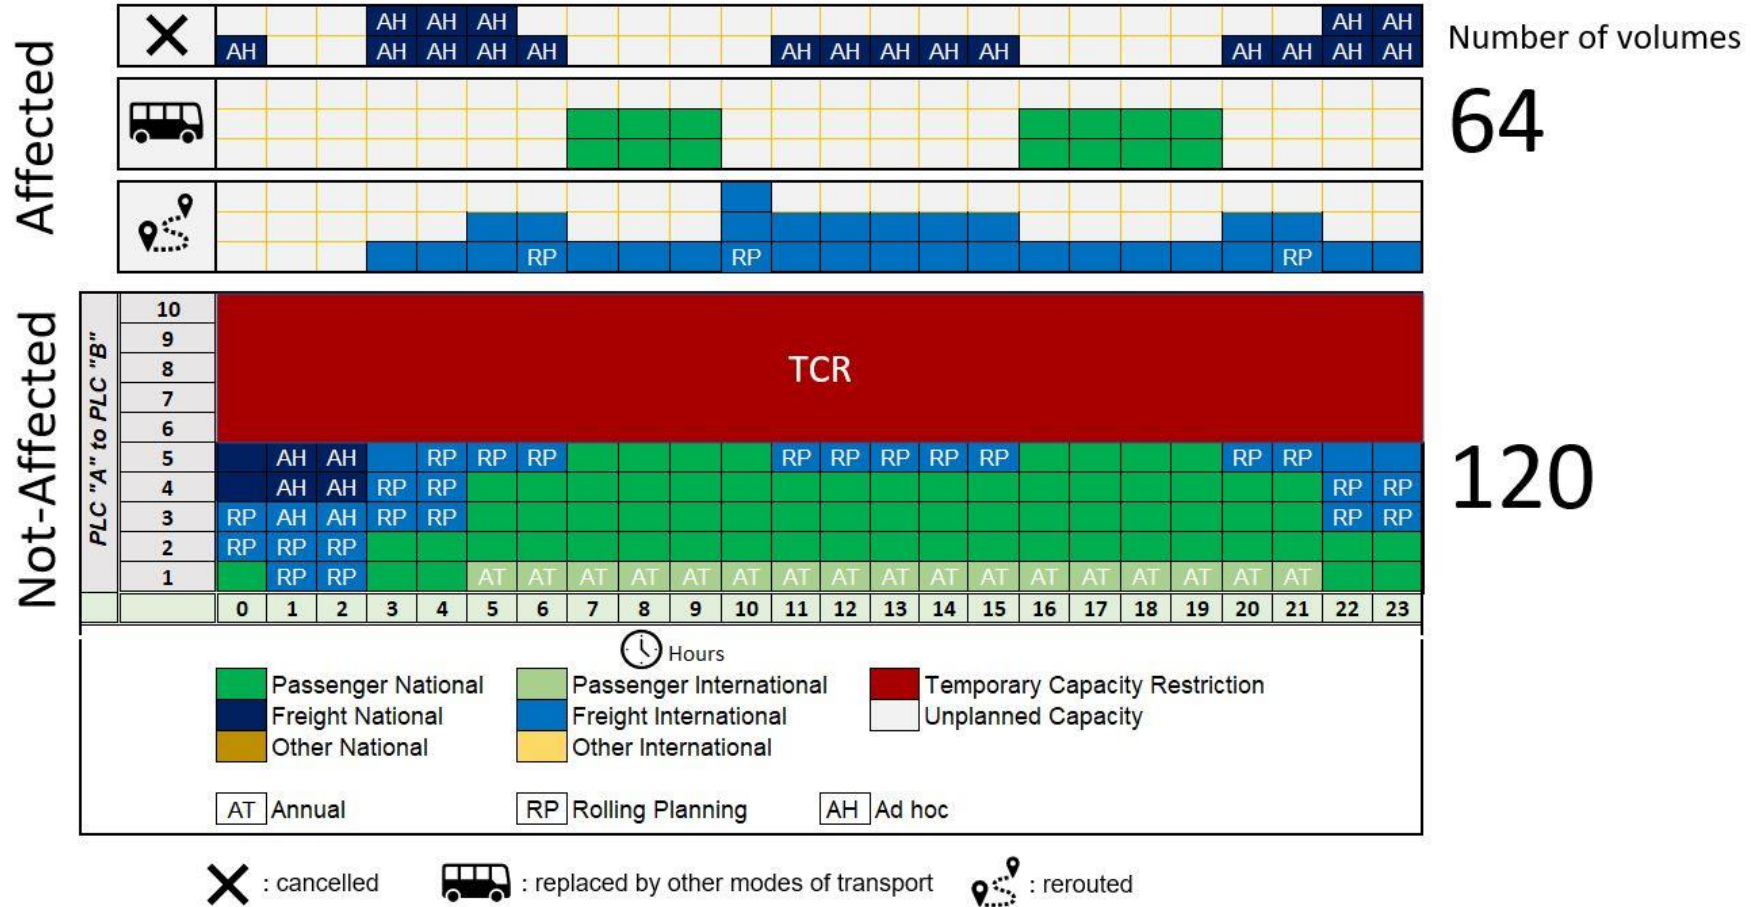 Affected
Number of volumes
AH AH AH AH AH
AH AH AH AH AH AH AH AH AH AH AH AH AH AH
64
RP RP RP
Not-Affected
PLC "A" to PLC "B"
10
9
8
7
6
TCR
5 AH AH RP RP RP RP RP RP RP RP RP RP
4 AH AH RP RP RP RP
3 RP AH AH RP RP RP RP
2 RP RP RP
1 RP RP AT AT AT AT AT AT AT AT AT AT AT AT AT AT AT AT AT
120
0 1 2 3 4 5 6 7 8 9 10 11 12 13 14 15 16 17 18 19 20 21 22 23
Hours
Passenger National Passenger International Temporary Capacity Restriction
Freight National Freight International Unplanned Capacity
Other National Other International
AT Annual RP Rolling Planning AH Ad hoc
: cancelled : replaced by other modes of transport : rerouted